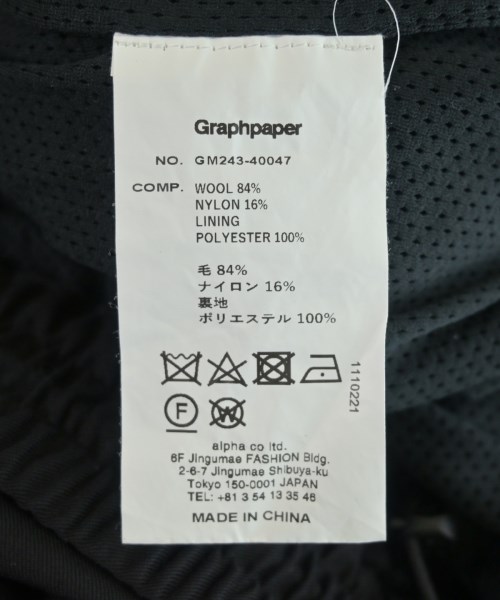 Graphpaper
NO. GM243-40047
COMP. WOOL 84%
NYLON 16%
LINING
POLYESTER 100%
毛 84%
ナイロン 16%
裏地
ポリエステル 100%
1110221
F
W
alpha co ltd.
6F Jingumae FASHION Bldg.
2-6-7 Jingumae Shibuya-ku
Tokyo 150-0001 JAPAN
TEL: +81 3 54 13 35 46
MADE IN CHINA